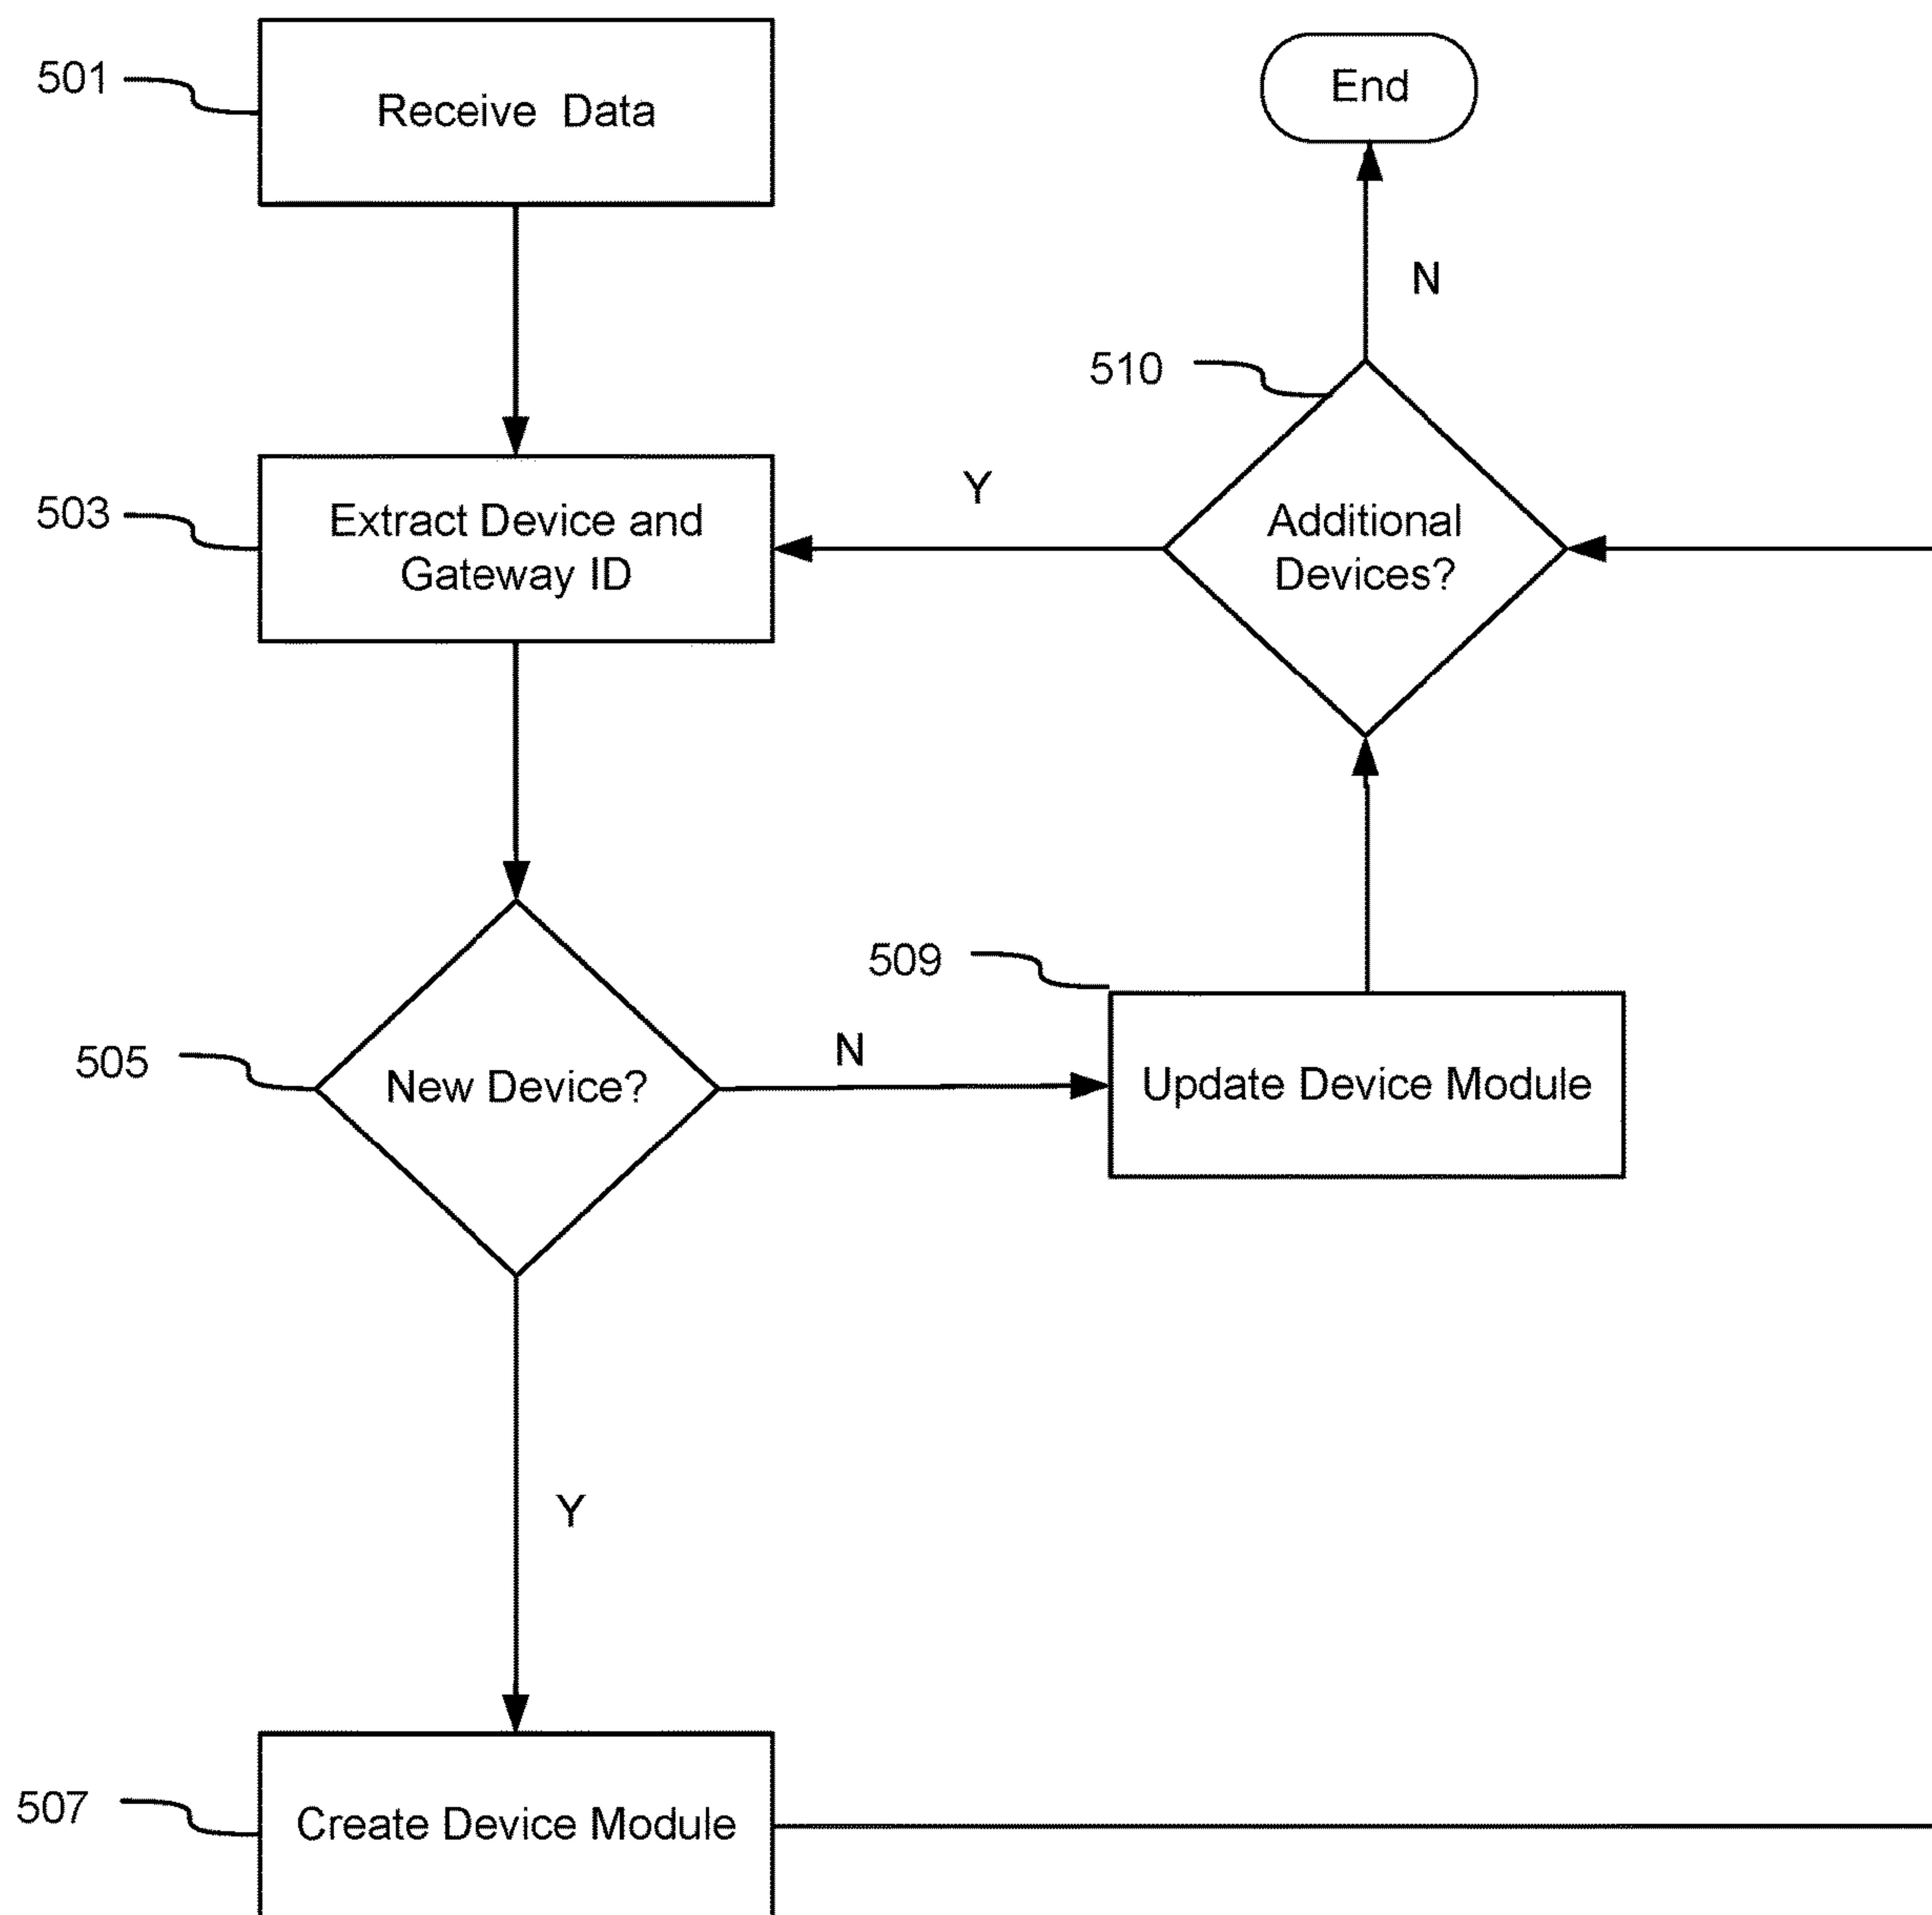 501
Receive Data
End
N
510
503
Extract Device and
Gateway ID
Y
Additional
Devices?
509
505
New Device?
N
Update Device Module
Y
507
Create Device Module